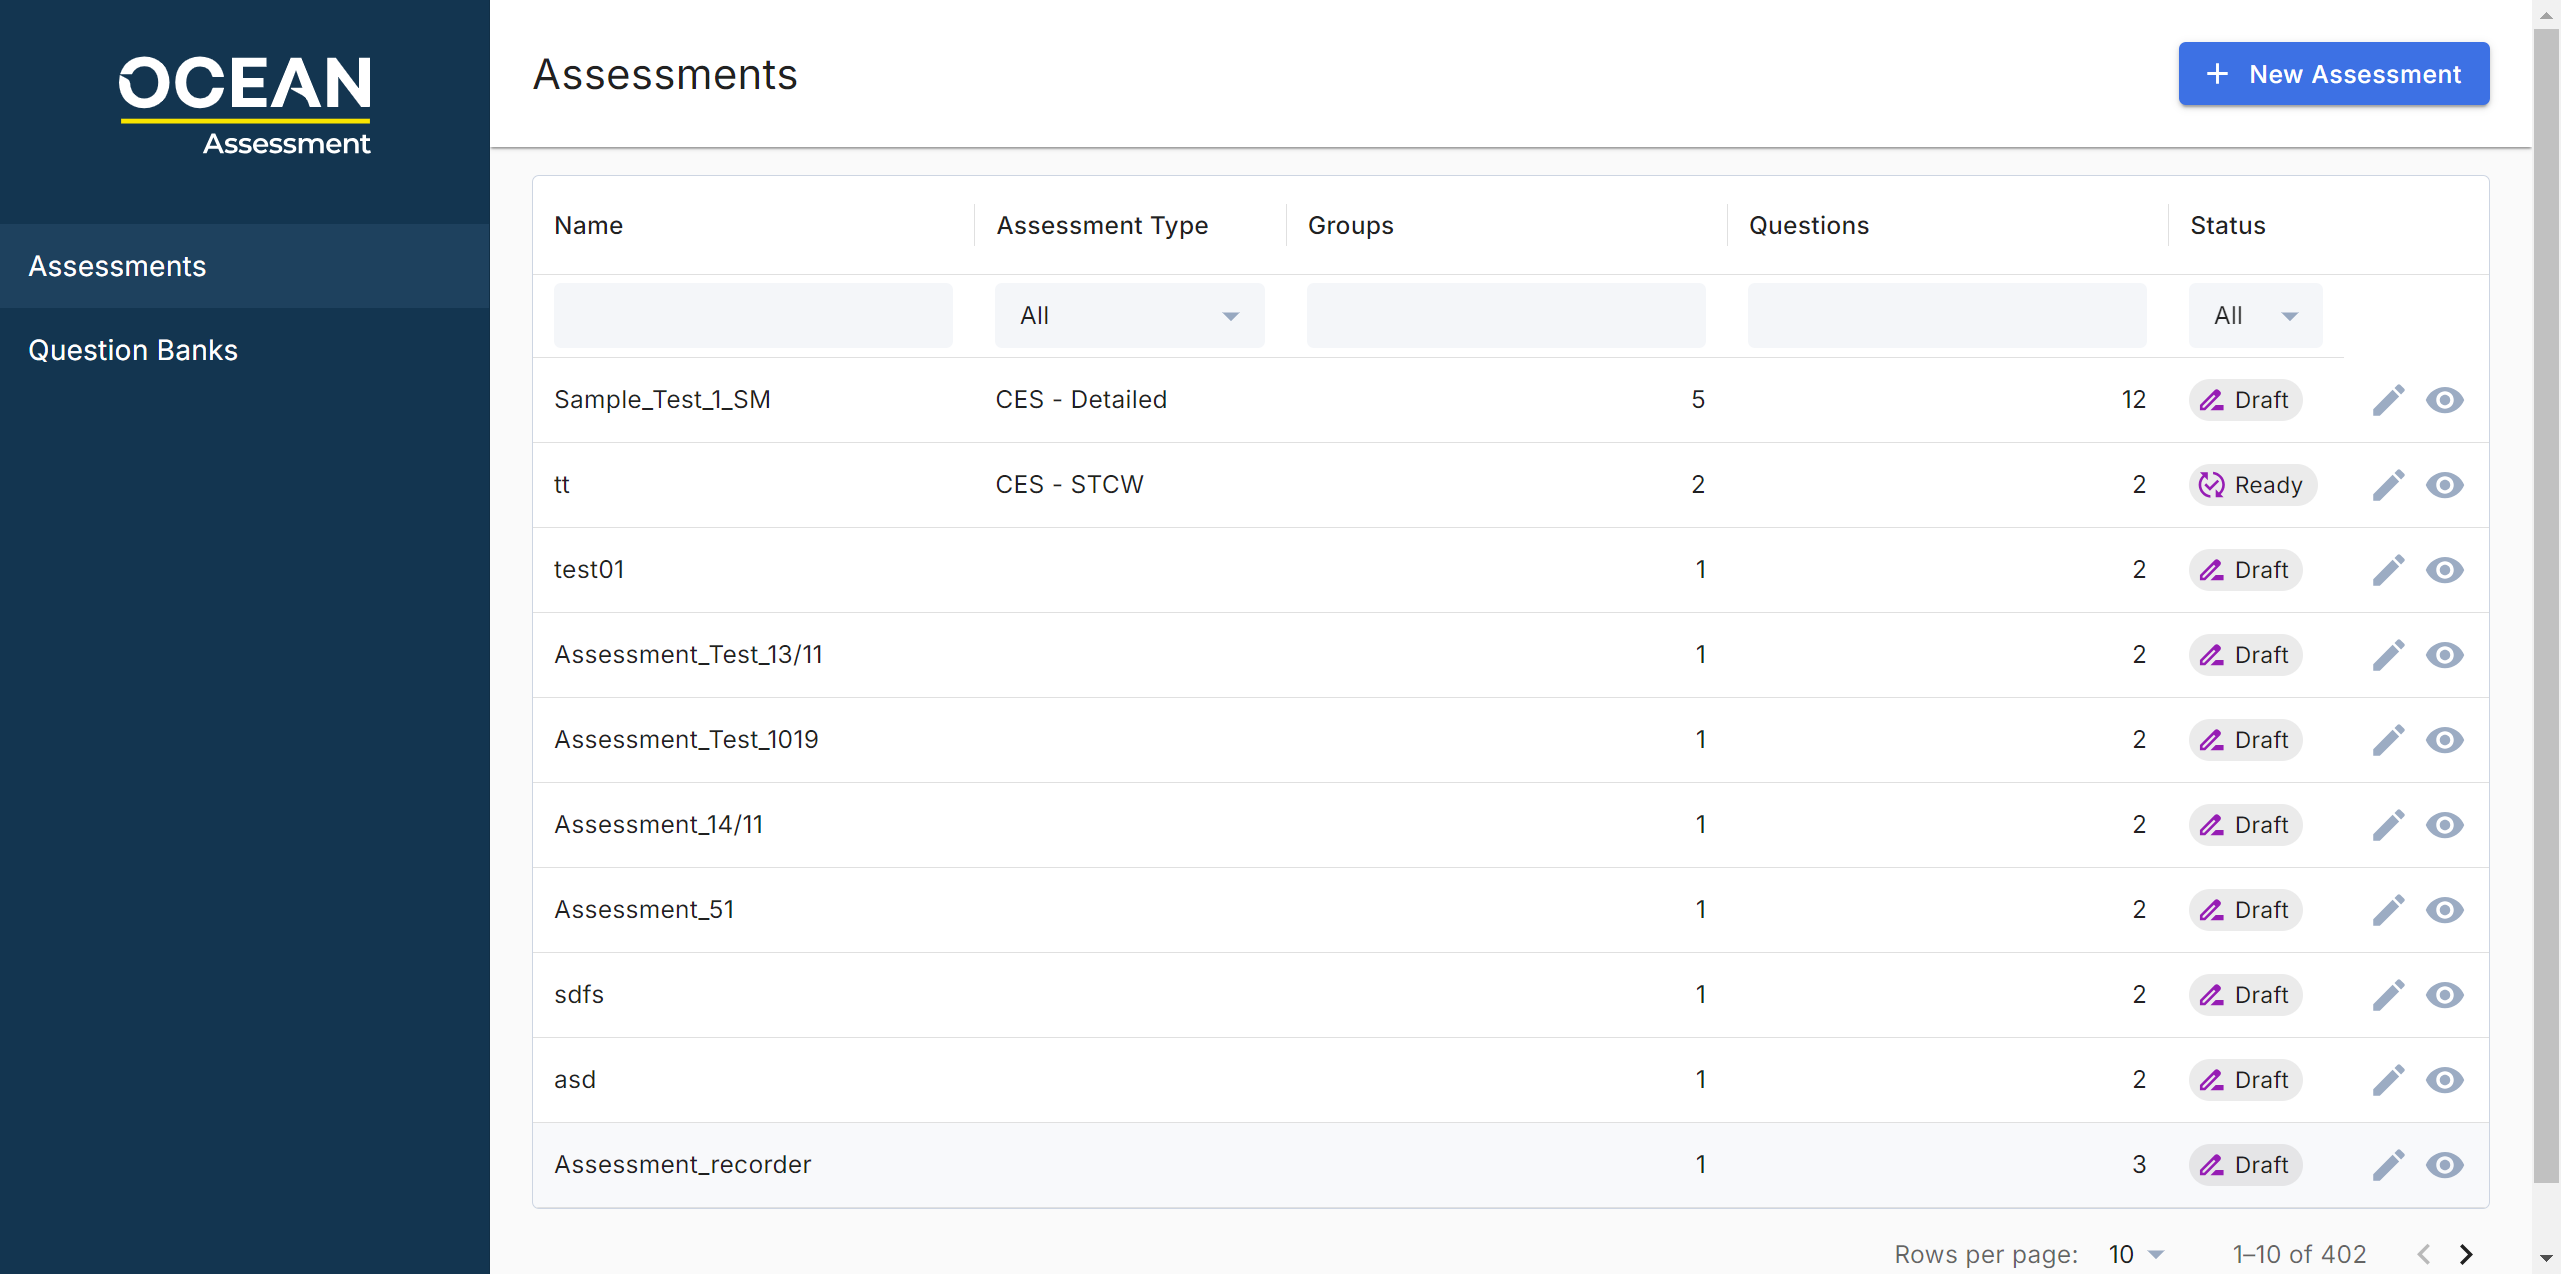 OCEAN
Assessment
Assessments
Question Banks
Assessments
+ New Assessment
Name Assessment Type Groups Questions Status
All All
Sample_Test_1_SM CES - Detailed 5 12 Draft
tt CES - STCW 2 2 Ready
test01 1 2 Draft
Assessment_Test_13/11 1 2 Draft
Assessment_Test_1019 1 2 Draft
Assessment_14/11 1 2 Draft
Assessment_51 1 2 Draft
sdfs 1 2 Draft
asd 1 2 Draft
Assessment_recorder 1 3 Draft
Rows per page: 10 1–10 of 402